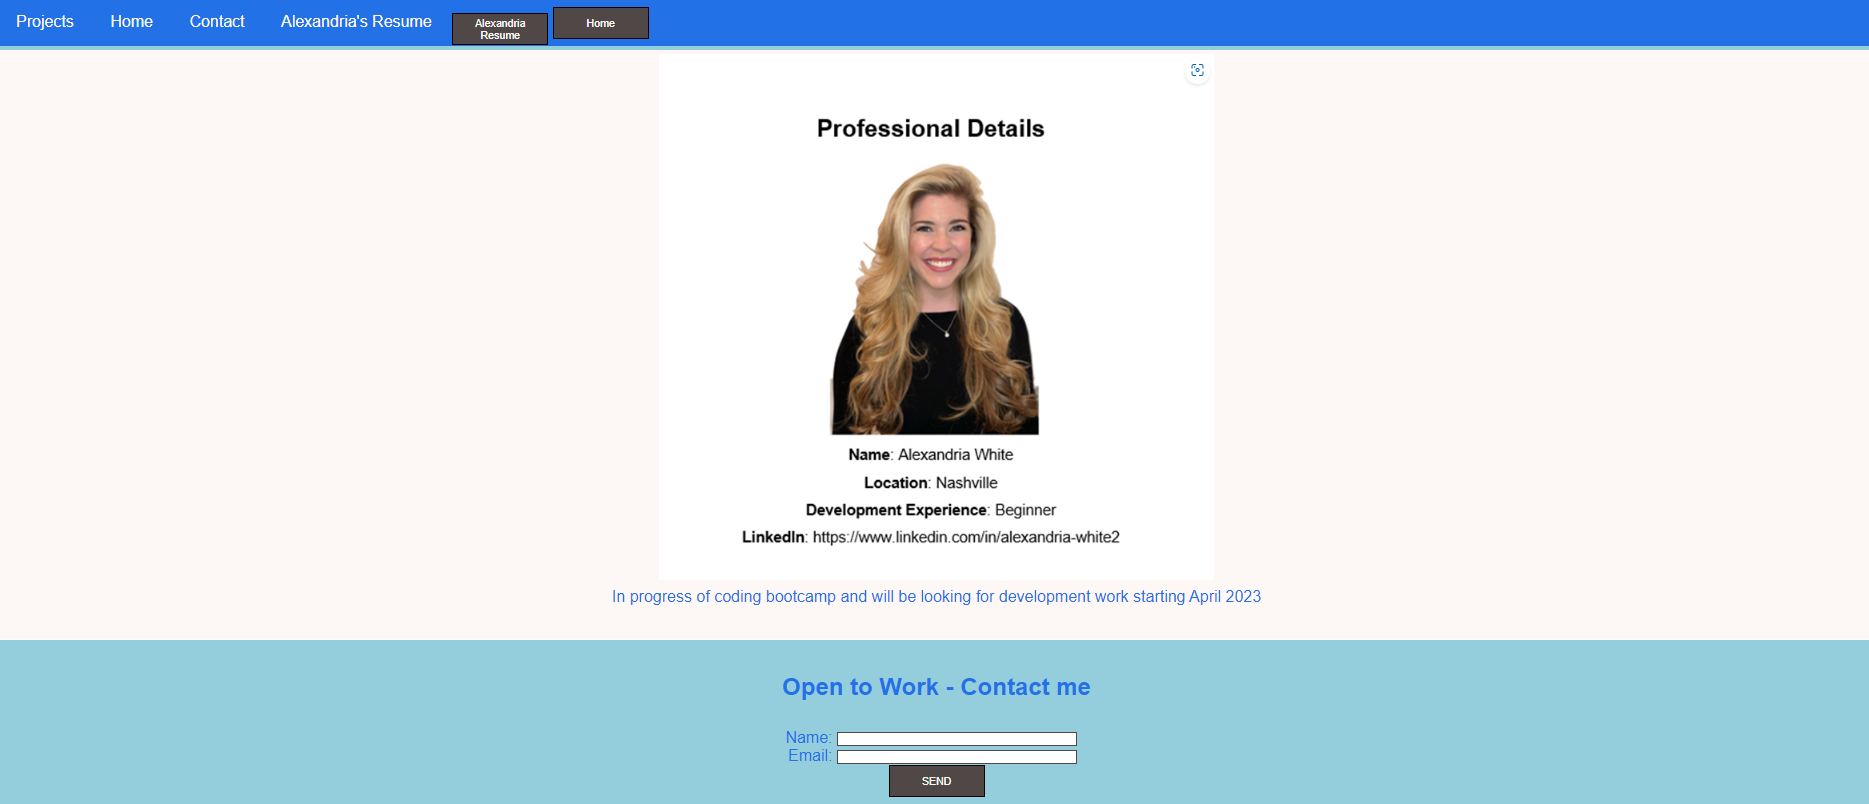 Projects Home Contact Alexandria's Resume Alexandria Resume Home
Professional Details
Name: Alexandria White
Location: Nashville
Development Experience: Beginner
LinkedIn: https://www.linkedin.com/in/alexandria-white2
In progress of coding bootcamp and will be looking for development work starting April 2023
Open to Work - Contact me
Name:
Email:
SEND